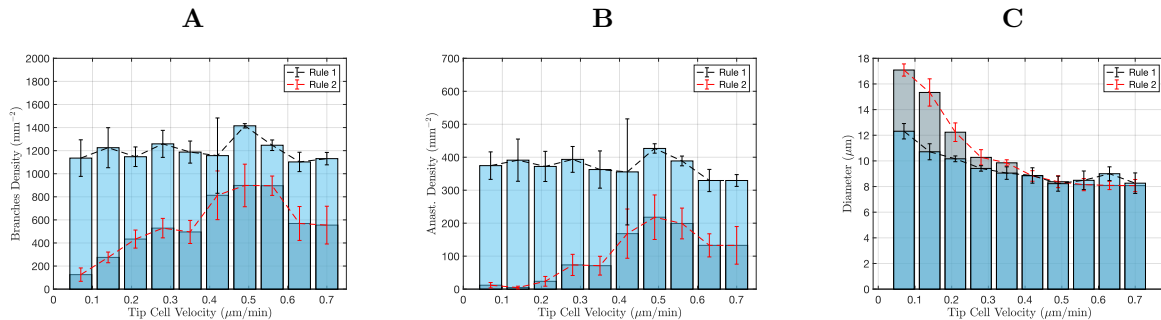 A
B
C
Branches Density (mm⁻²)
2000
1800
1600
1400
1200
1000
800
600
400
200
0
Rule 1
Rule 2
0 0.1 0.2 0.3 0.4 0.5 0.6 0.7
Tip Cell Velocity (μm/min)
Anast. Density (mm⁻²)
700
600
500
400
300
200
100
0
Rule 1
Rule 2
0 0.1 0.2 0.3 0.4 0.5 0.6 0.7
Tip Cell Velocity (μm/min)
Diameter (μm)
18
16
14
12
10
8
6
4
2
0
Rule 1
Rule 2
0 0.1 0.2 0.3 0.4 0.5 0.6 0.7
Tip Cell Velocity (μm/min)